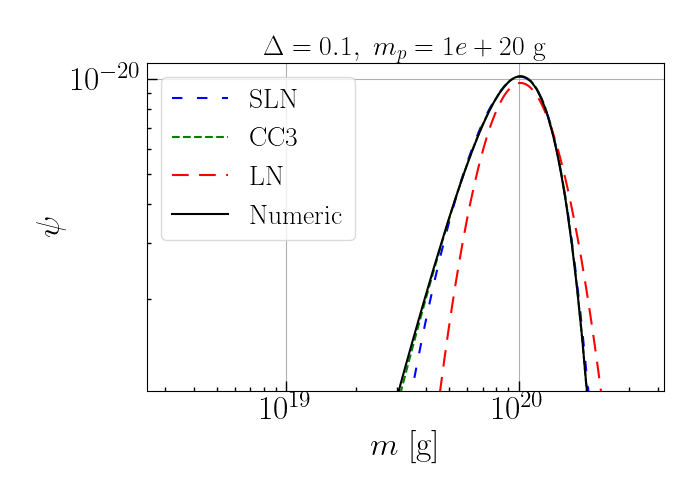 Δ = 0.1, m_p = 1e + 20 g
10^−20
SLN
CC3
LN
Numeric
ψ
10^19
10^20
m [g]